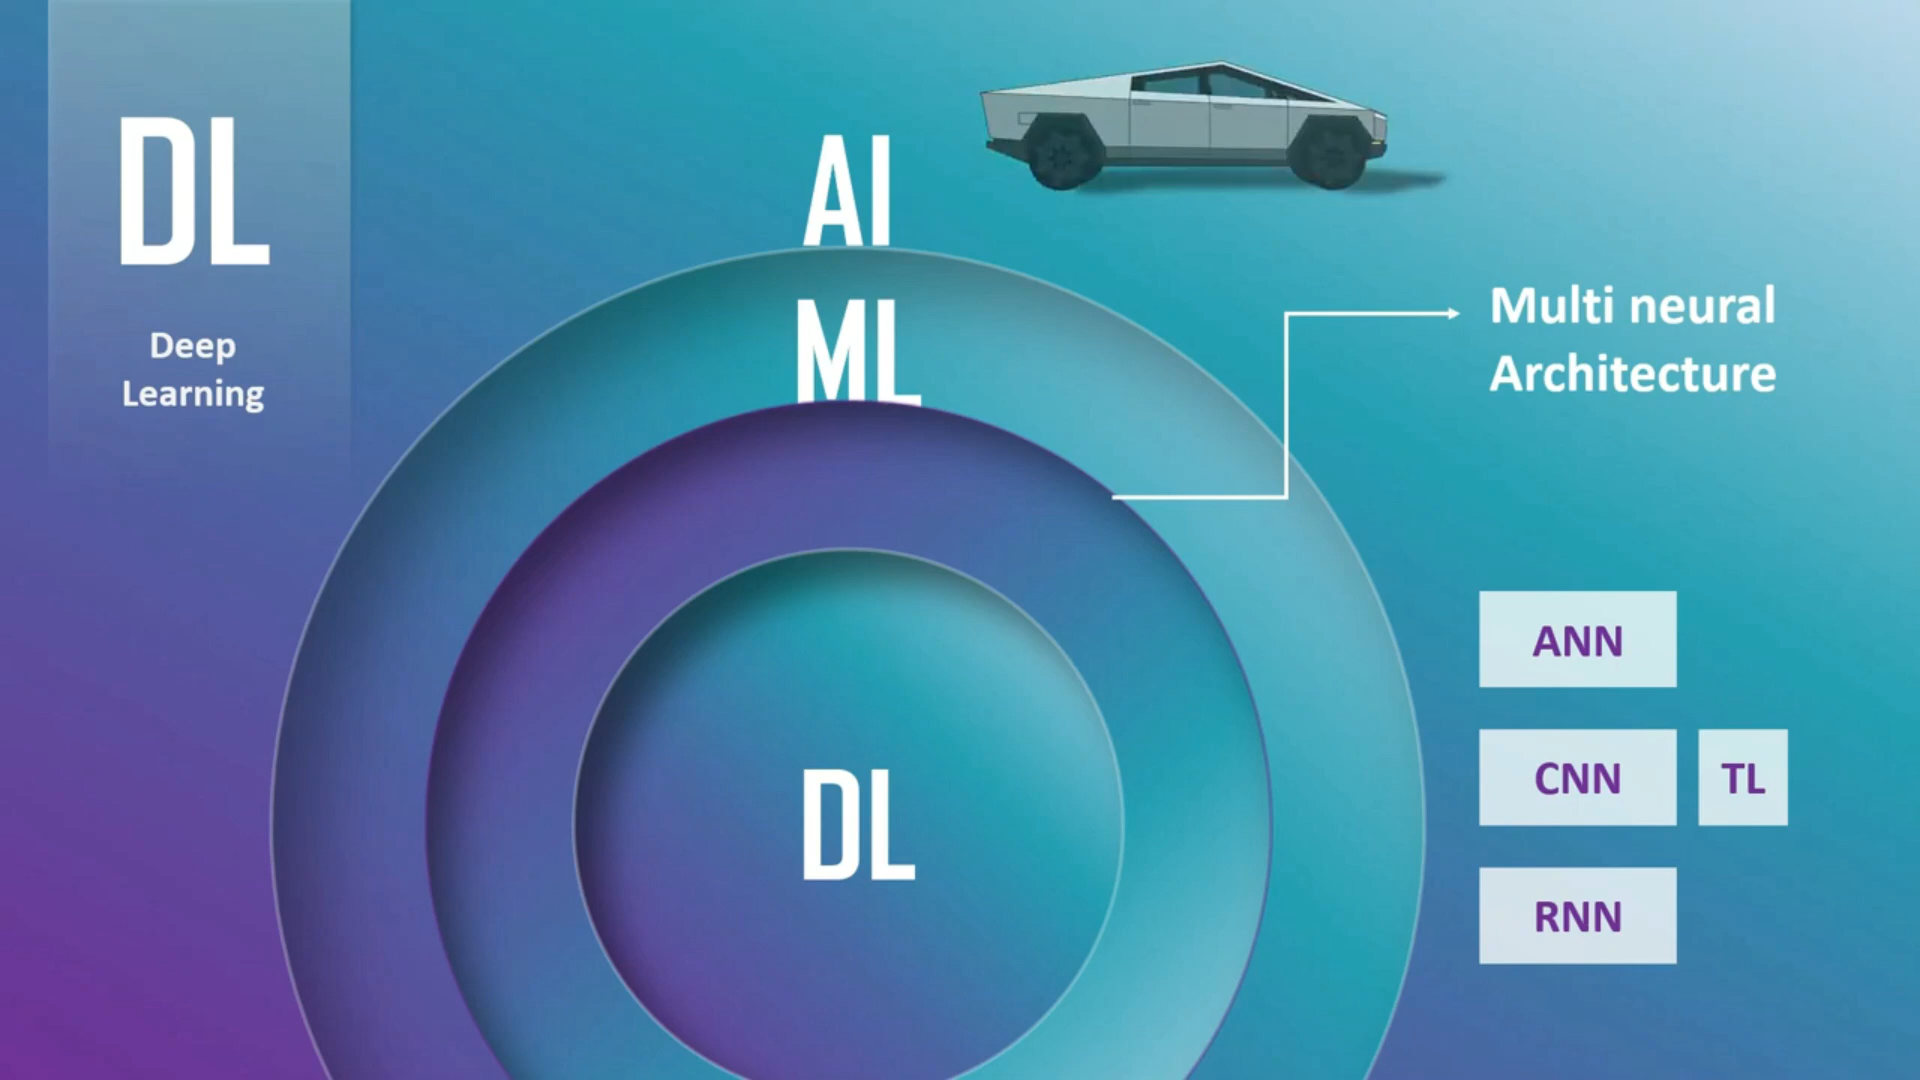 DL
Deep
Learning
AI
ML
DL
Multi neural
Architecture
ANN
CNN
TL
RNN